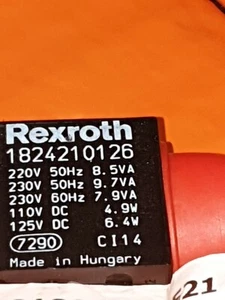 Rexroth
1824210126
220V 50Hz 8.5VA
230V 50Hz 9.7VA
230V 60Hz 7.9VA
110V DC 4.9W
125V DC 6.4W
7290 CI14
Made in Hungary
21